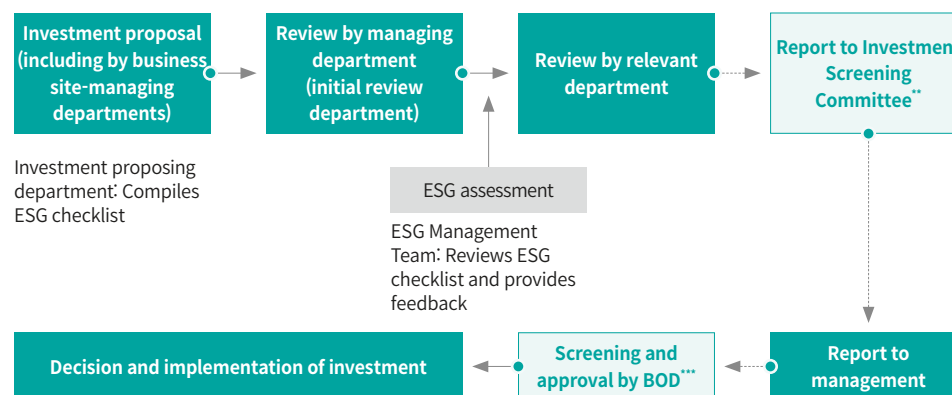 Investment proposal
(including by business
site-managing
departments)
Review by managing
department
(initial review
department)
Review by relevant
department
Report to Investmen
Screening
Committee**
Investment proposing
department: Compiles
ESG checklist
ESG assessment
ESG Management
Team: Reviews ESG
checklist and provides
feedback
Decision and implementation of investment
Screening and
approval by BOD***
Report to
management